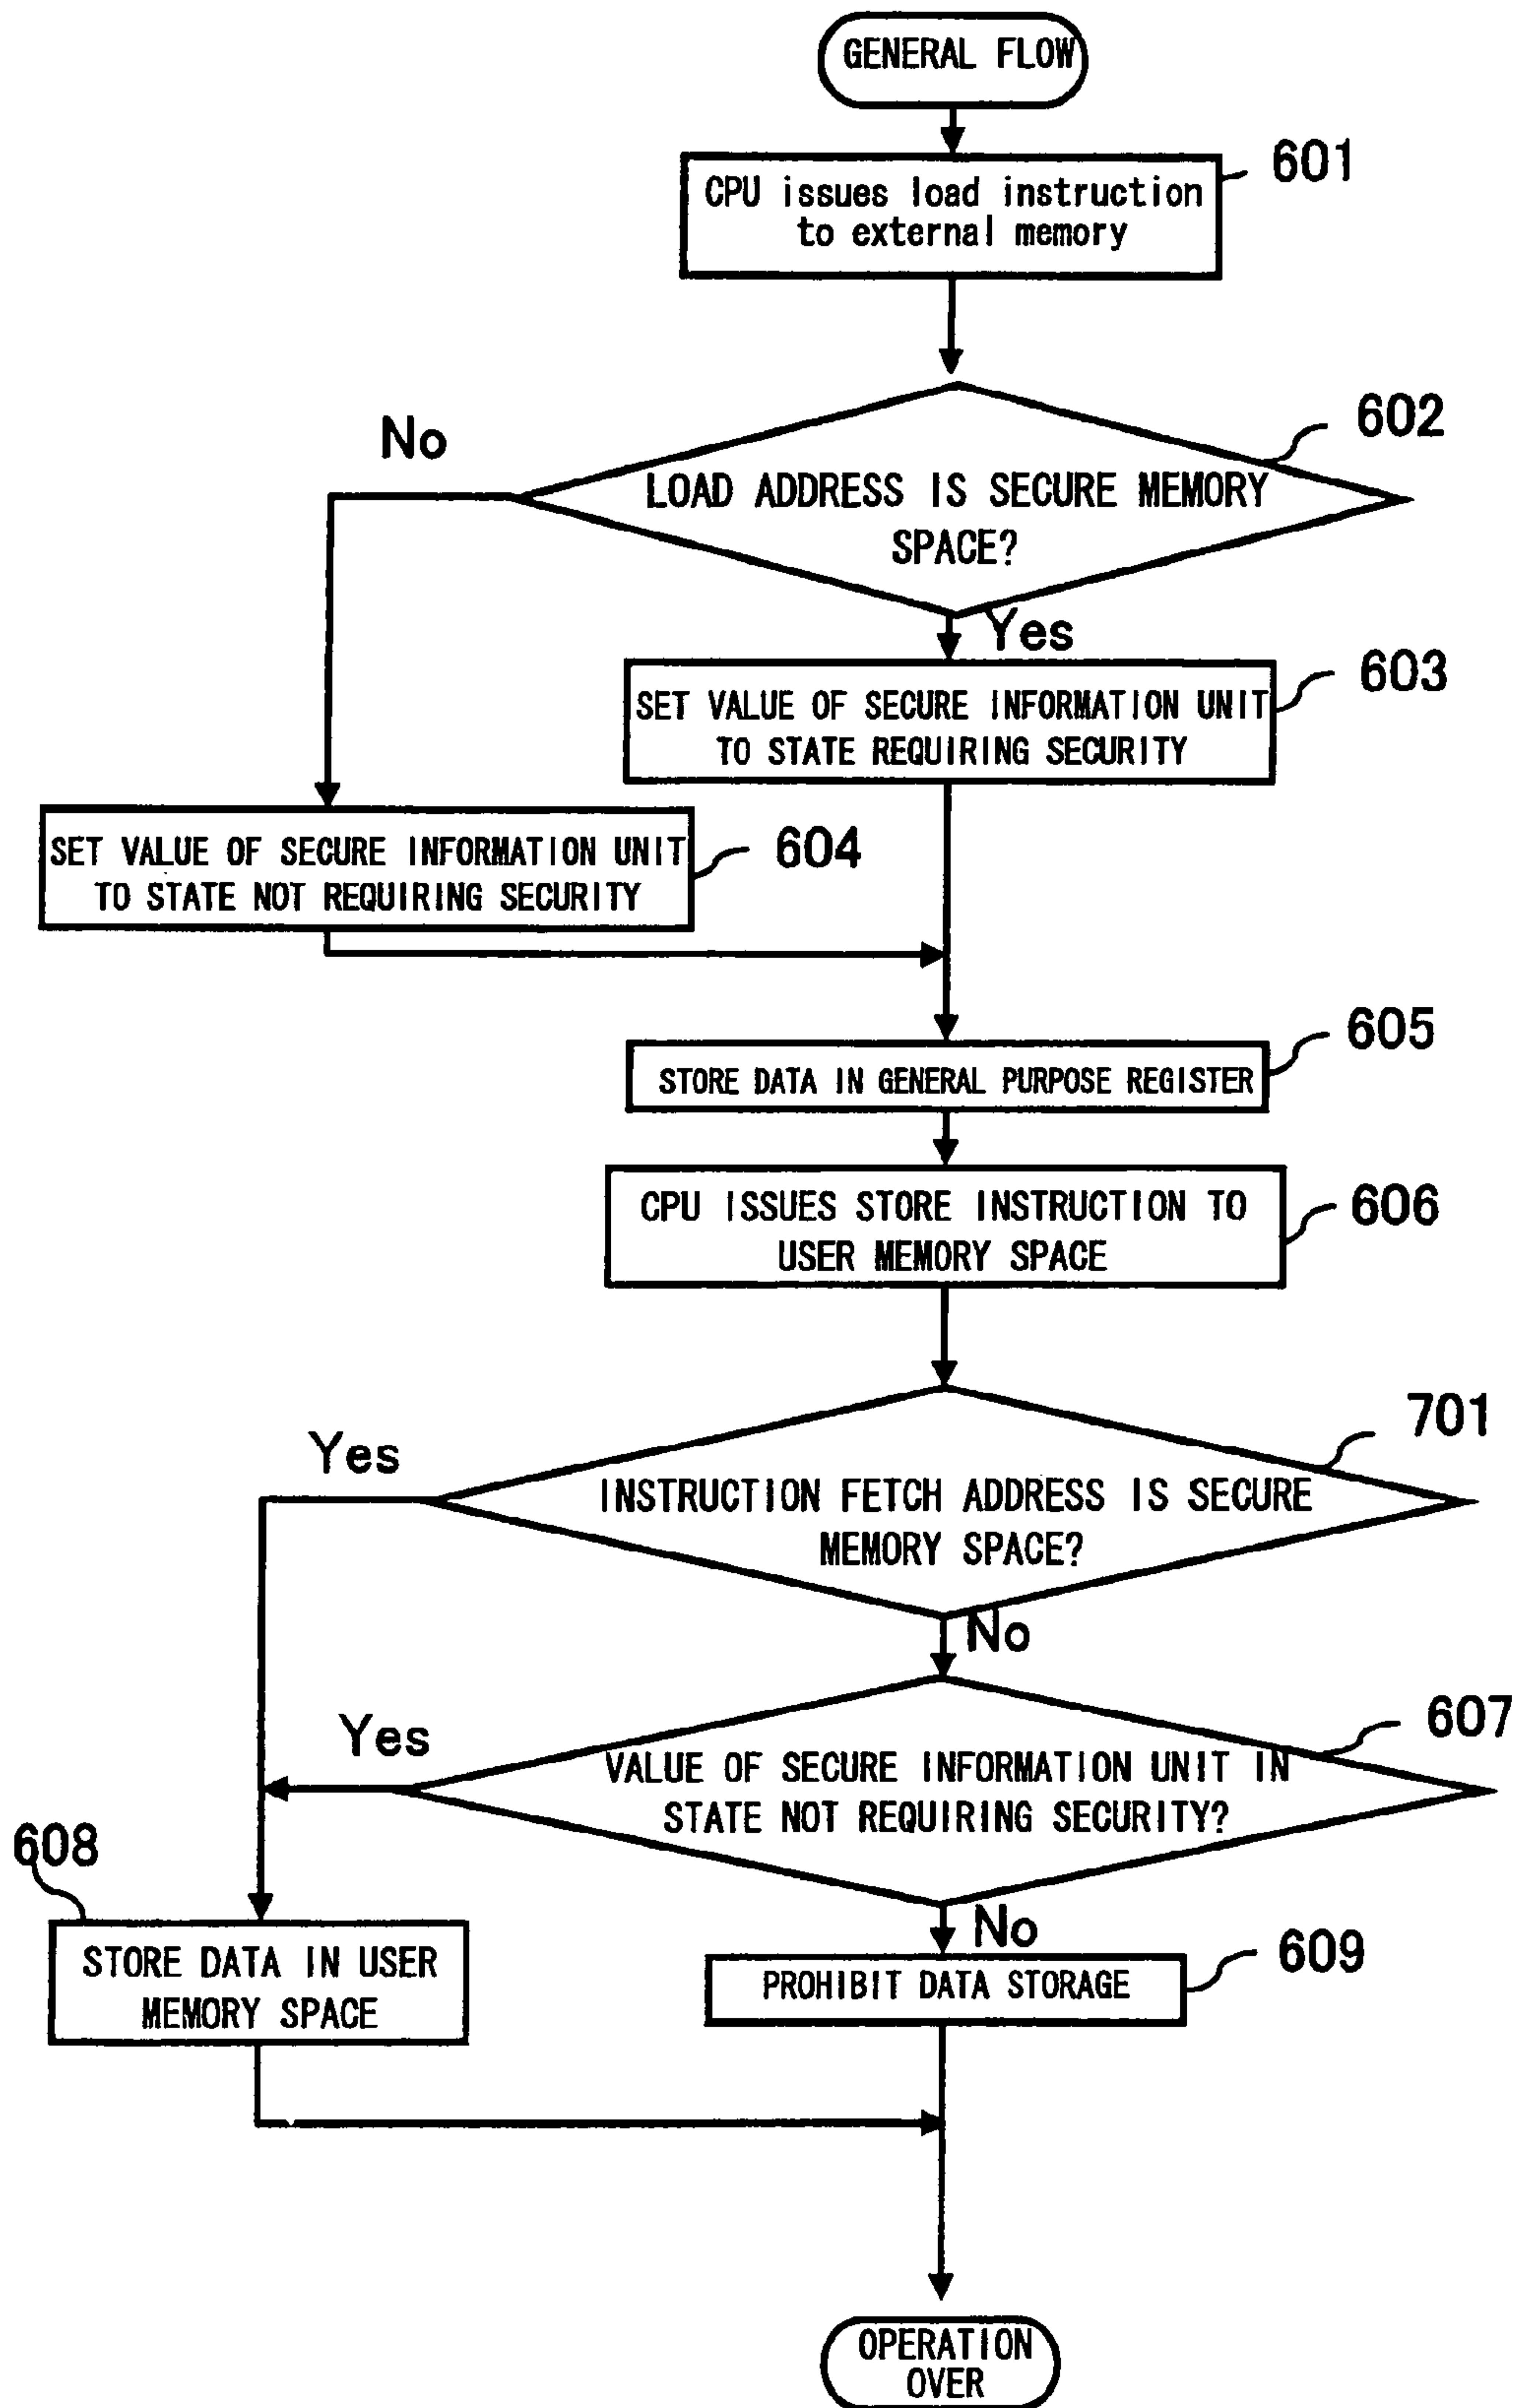 GENERAL FLOW
601
CPU issues load instruction
to external memory
602
No
LOAD ADDRESS IS SECURE MEMORY
SPACE?
Yes
603
SET VALUE OF SECURE INFORMATION UNIT
TO STATE REQUIRING SECURITY
SET VALUE OF SECURE INFORMATION UNIT
TO STATE NOT REQUIRING SECURITY
604
605
STORE DATA IN GENERAL PURPOSE REGISTER
CPU ISSUES STORE INSTRUCTION TO
USER MEMORY SPACE
606
701
Yes
INSTRUCTION FETCH ADDRESS IS SECURE
MEMORY SPACE?
No
607
Yes
VALUE OF SECURE INFORMATION UNIT IN
STATE NOT REQUIRING SECURITY?
608
No
STORE DATA IN USER
MEMORY SPACE
609
PROHIBIT DATA STORAGE
OPERATION
OVER